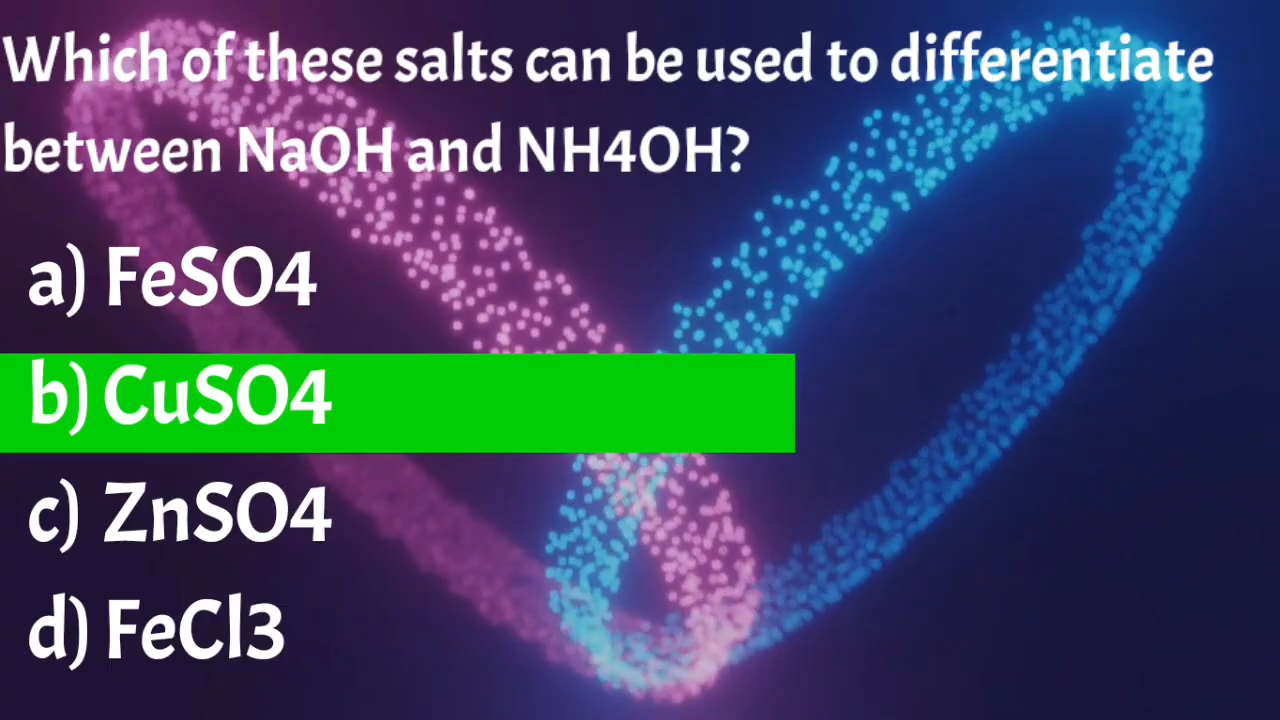 Which of these salts can be used to differentiate
between NaOH and NH4OH?
a) FeSO4
b) CuSO4
c) ZnSO4
d) FeCl3